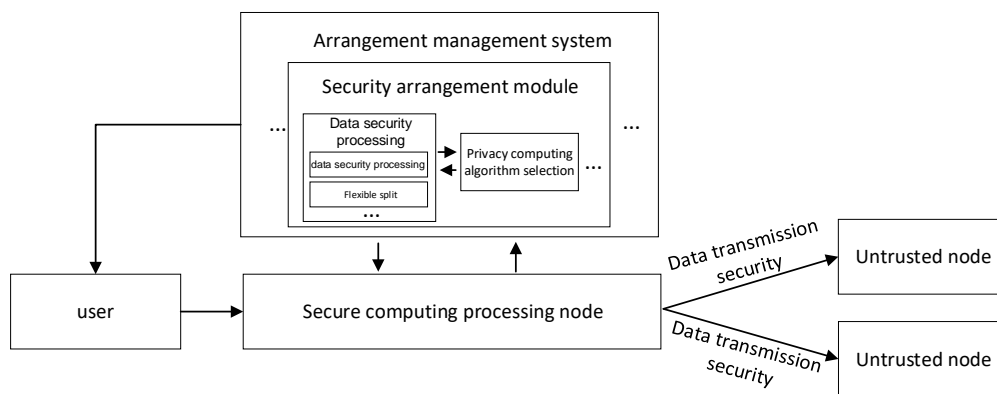 Arrangement management system
Security arrangement module
...
...
Data security
processing
data security processing
Flexible split
...
Privacy computing
algorithm selection
...
user
Secure computing processing node
Data transmission
security
Untrusted node
Data transmission
security
Untrusted node